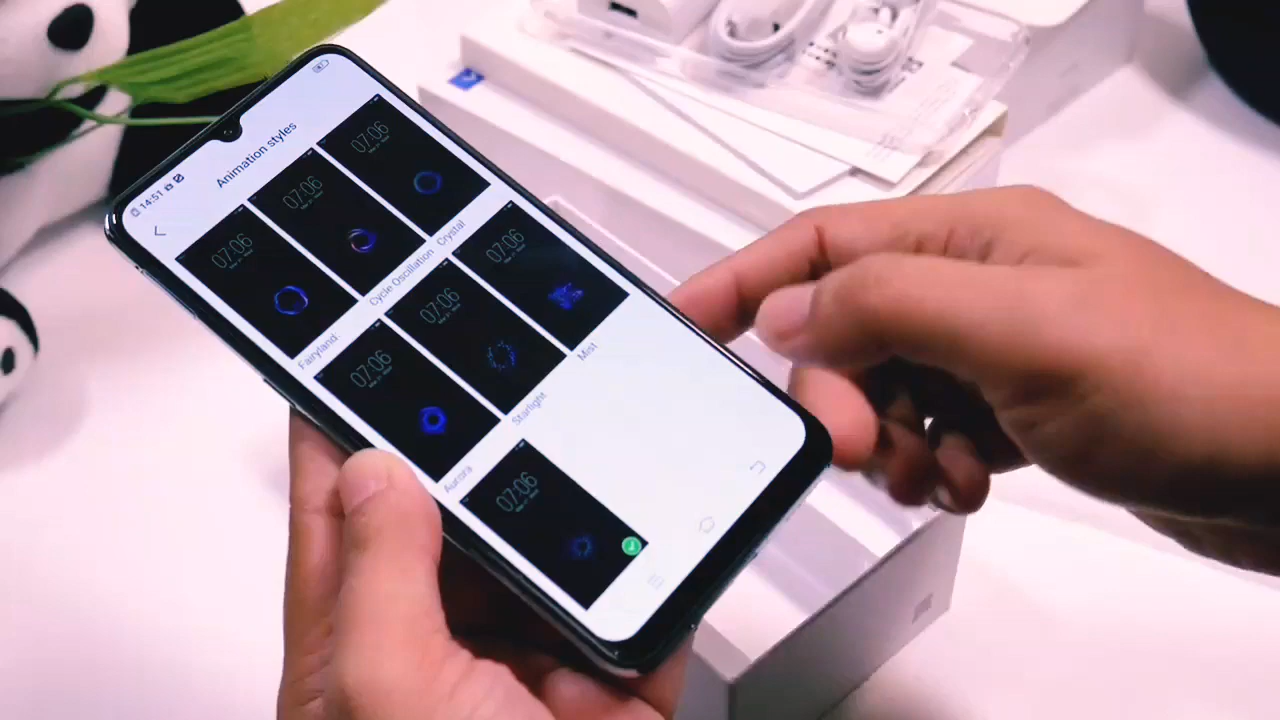 14:51
Animation styles
07:06
07:06
07:06
Fairyland
Cycle Oscillation
Crystal
07:06
07:06
07:06
Aurora
Starlight
Mist
07:06